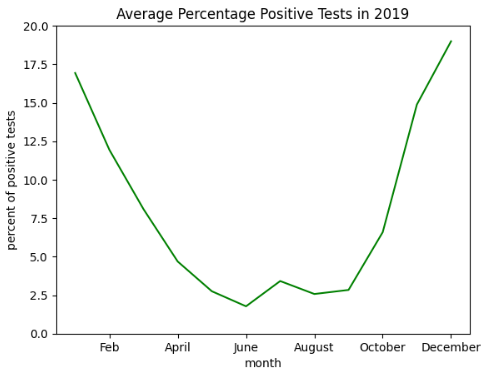 Average Percentage Positive Tests in 2019
20.0
17.5
15.0
12.5
10.0
7.5
5.0
2.5
0.0
percent of positive tests
Feb April June August October December
month